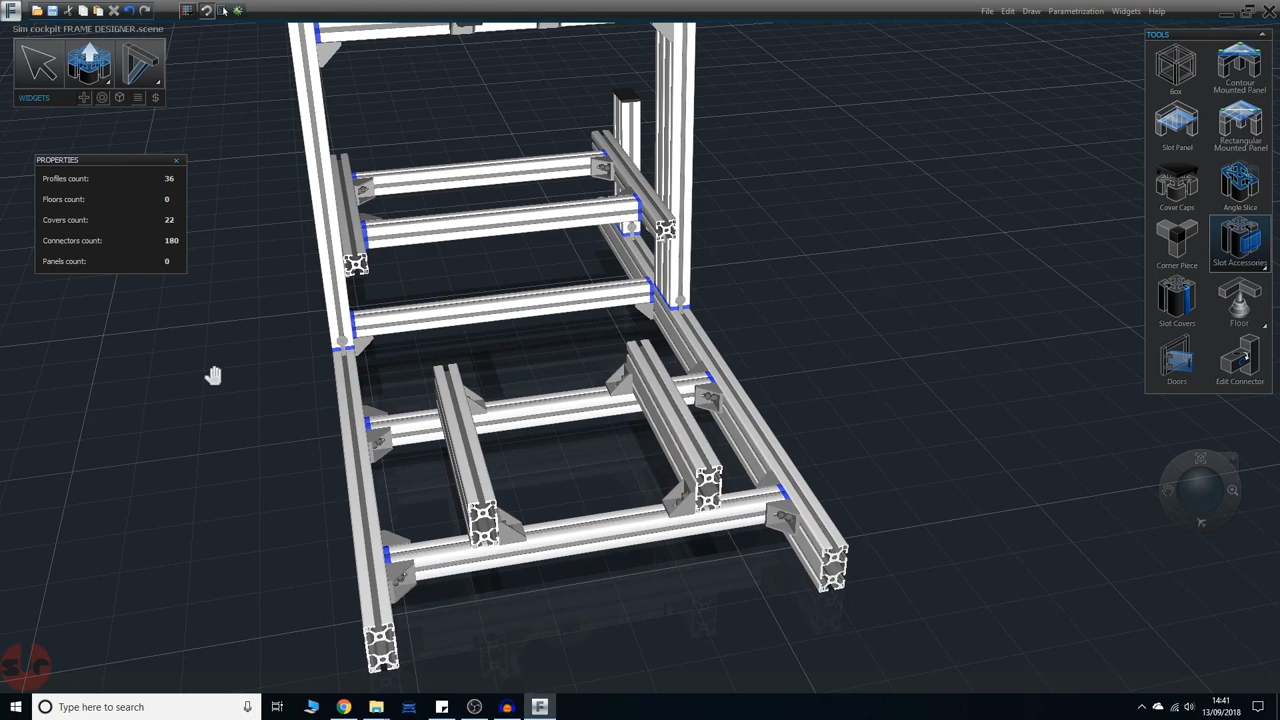 File Edit Draw Parametrization Widgets Help
Sim cockpit FRAME DESIGNER.scene
WIDGETS
PROPERTIES
Profiles count: 36
Floors count: 0
Covers count: 22
Connectors count: 180
Panels count: 0
TOOLS
Box
Contour Mounted Panel
Slot Panel
Rectangular Mounted Panel
Cover Caps
Angle Slice
Corner Piece
Slot Accessories
Slot Covers
Floor
Doors
Edit Connector
Type here to search
14:41
13/09/2018